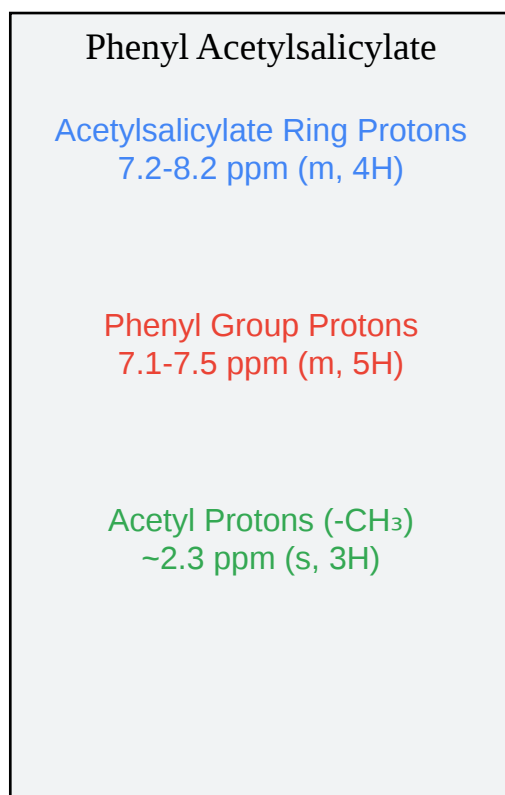 Phenyl Acetylsalicylate
Acetylsalicylate Ring Protons
7.2-8.2 ppm (m, 4H)
Phenyl Group Protons
7.1-7.5 ppm (m, 5H)
Acetyl Protons (-CH₃)
~2.3 ppm (s, 3H)